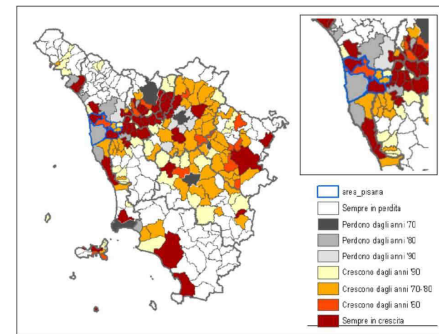 area_pisana
Sempre in perdita
Perdono dagli anni '70
Perdono dagli anni '80
Perdono dagli anni '90
Crescono dagli anni '90
Crescono dagli anni '70-'80
Crescono dagli anni '60
Sempre in crescita